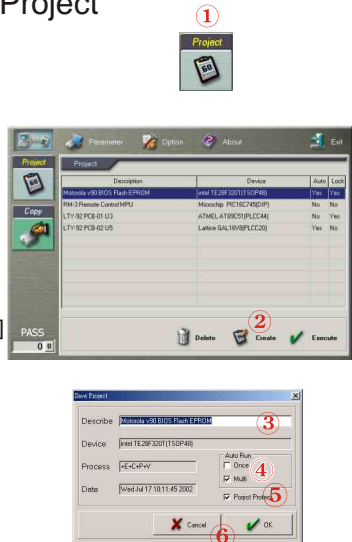 Project
①
Project
Parameter Option About Exit
Project Project
Description Device Auto Lock
Motorola v90 BIOS Flash EPROM intel TE28F320T(TSOP48) Yes Yes
RM-3 Remote Control MPU Microchip PIC16C745(DIP) No No
LTY-92 PCB-01 U3 ATMEL AT89C51(PLCC44) No Yes
LTY-92 PCB-02 U5 Lattice GAL16V8(PLCC20) Yes No
Copy
②
]
PASS
0 0
Delete Create Execute
Save Project
Describe Motorola v90 BIOS Flash EPROM ③
Device intel TE28F320T(TSOP48)
Auto Run
Process +E+C+P+V Once ④
Multi
Date Wed Jul 17 10:11:45 2002 Porject Protect ⑤
Cancel OK
⑥